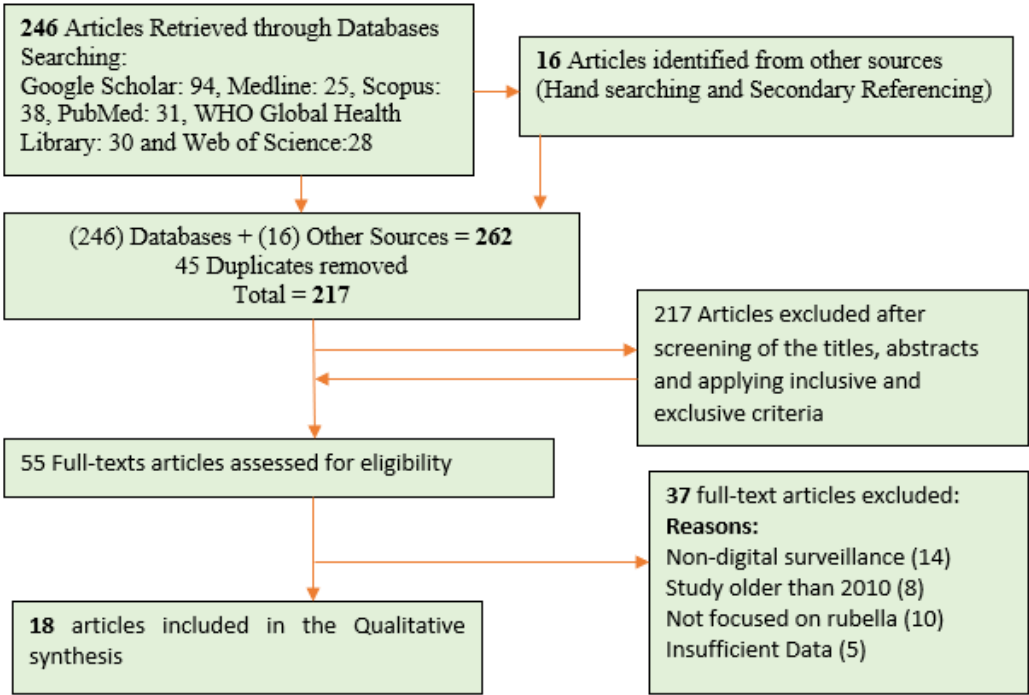 246 Articles Retrieved through Databases
Searching:
Google Scholar: 94, Medline: 25, Scopus:
38, PubMed: 31, WHO Global Health
Library: 30 and Web of Science:28
16 Articles identified from other sources
(Hand searching and Secondary Referencing)
(246) Databases + (16) Other Sources = 262
45 Duplicates removed
Total = 217
217 Articles excluded after
screening of the titles, abstracts
and applying inclusive and
exclusive criteria
55 Full-texts articles assessed for eligibility
37 full-text articles excluded:
Reasons:
Non-digital surveillance (14)
Study older than 2010 (8)
Not focused on rubella (10)
Insufficient Data (5)
18 articles included in the Qualitative
synthesis